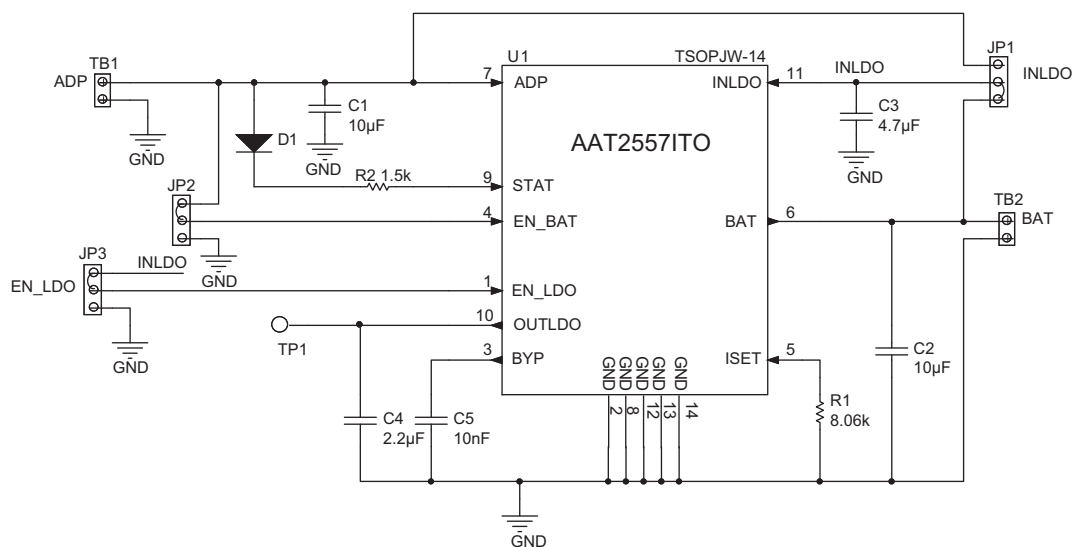 U1
TSOPJW-14
JP1
TB1
ADP
7
ADP
INLDO
11
INLDO
INLDO
C1
10µF
C3
4.7µF
GND
D1
GND
GND
AAT2557ITO
R2 1.5k
9
STAT
JP2
4
EN_BAT
BAT
6
TB2
BAT
JP3
INLDO
GND
EN_LDO
1
EN_LDO
10
OUTLDO
TP1
GND
3
BYP
ISET
5
C2
10µF
GND
GND
GND
GND
GND
2
8
12
13
14
R1
8.06k
C4
2.2µF
C5
10nF
GND